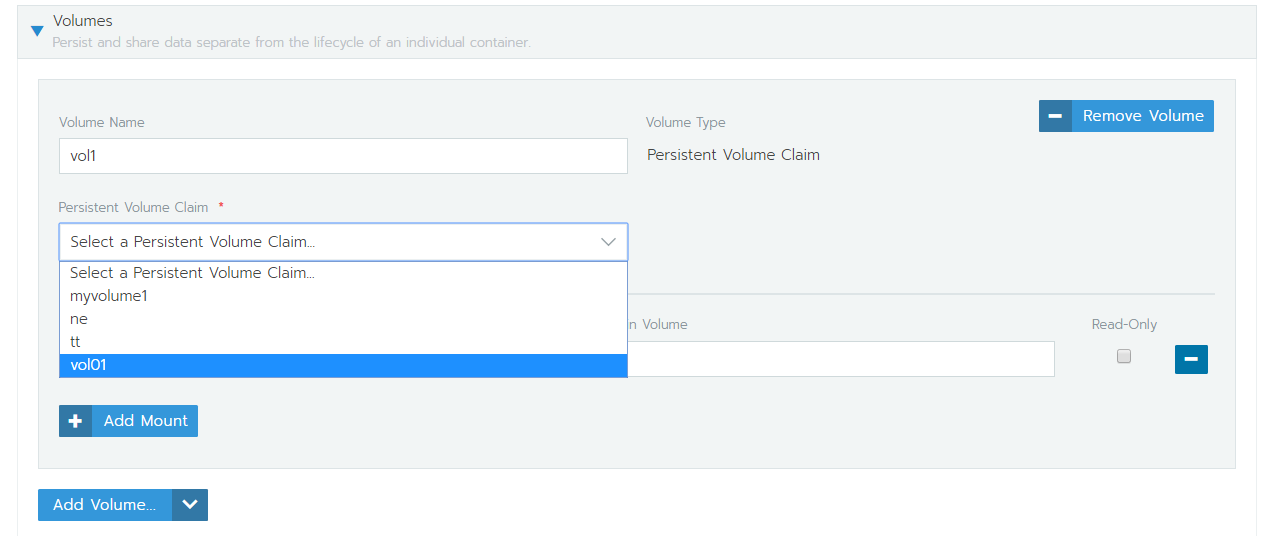 Volumes
Persist and share data separate from the lifecycle of an individual container.
Remove Volume
Volume Name
Volume Type
vol1
Persistent Volume Claim
Persistent Volume Claim *
Select a Persistent Volume Claim...
Select a Persistent Volume Claim...
myvolume1
ne
tt
vol01
n Volume
Read-Only
Add Mount
Add Volume...